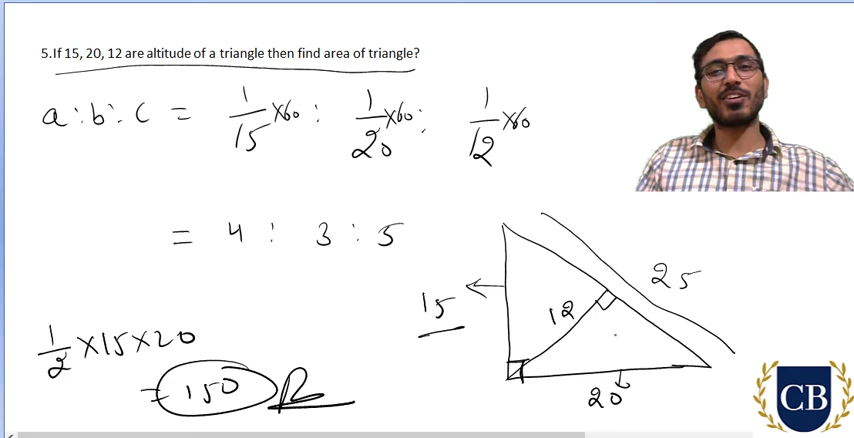 5.If 15, 20, 12 are altitude of a triangle then find area of triangle?
a : b : c = 1/15 ×60 : 1/20 ×60 : 1/12 ×60
= 4 : 3 : 5
25
15
12
1/2 ×15×20
= 150
20
CB